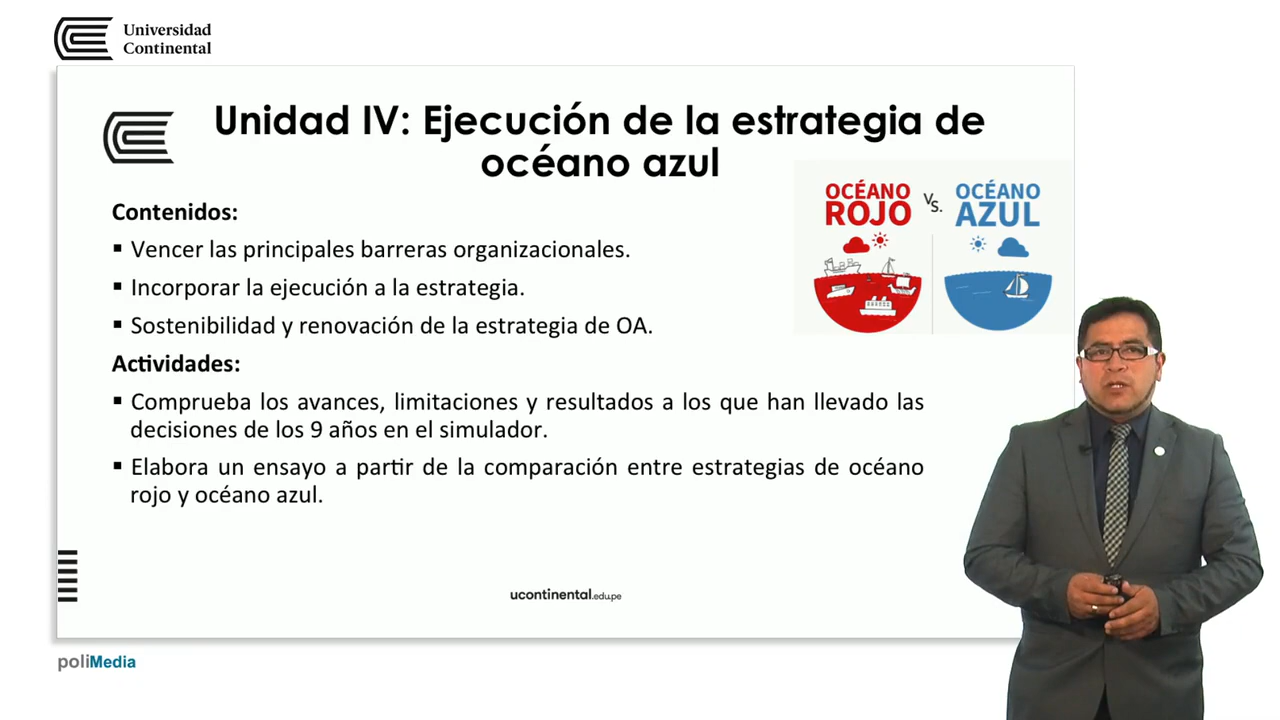 Universidad
Continental
Unidad IV: Ejecución de la estrategia de
océano azul
OCÉANO
ROJO
Vs.
OCÉANO
AZUL
Contenidos:
▪ Vencer las principales barreras organizacionales.
▪ Incorporar la ejecución a la estrategia.
▪ Sostenibilidad y renovación de la estrategia de OA.
Actividades:
▪ Comprueba los avances, limitaciones y resultados a los que han llevado las
decisiones de los 9 años en el simulador.
▪ Elabora un ensayo a partir de la comparación entre estrategias de océano
rojo y océano azul.
ucontinental.edu.pe
poliMedia